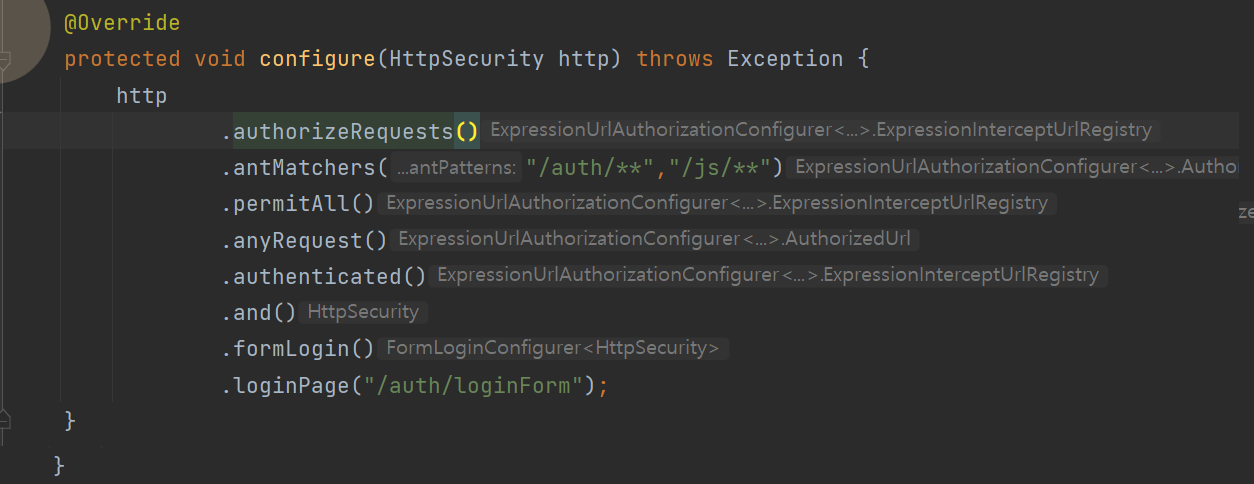 @Override
protected void configure(HttpSecurity http) throws Exception {
http
.authorizeRequests() ExpressionUrlAuthorizationConfigurer<...>.ExpressionInterceptUrlRegistry
.antMatchers( ...antPatterns: "/auth/**","/js/**") ExpressionUrlAuthorizationConfigurer<...>.Autho
.permitAll() ExpressionUrlAuthorizationConfigurer<...>.ExpressionInterceptUrlRegistry
ze
.anyRequest() ExpressionUrlAuthorizationConfigurer<...>.AuthorizedUrl
.authenticated() ExpressionUrlAuthorizationConfigurer<...>.ExpressionInterceptUrlRegistry
.and() HttpSecurity
.formLogin() FormLoginConfigurer<HttpSecurity>
.loginPage("/auth/loginForm");
}
}